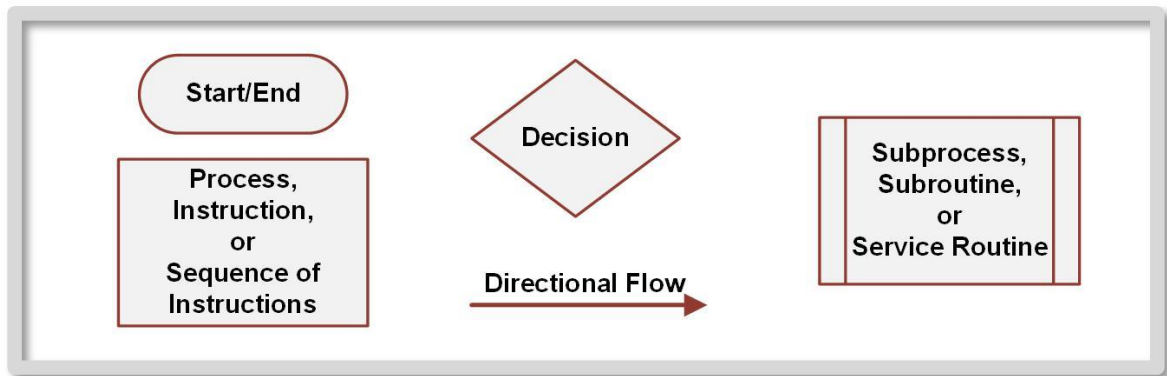 Start/End
Process,
Instruction,
or
Sequence of
Instructions
Decision
Directional Flow
Subprocess,
Subroutine,
or
Service Routine